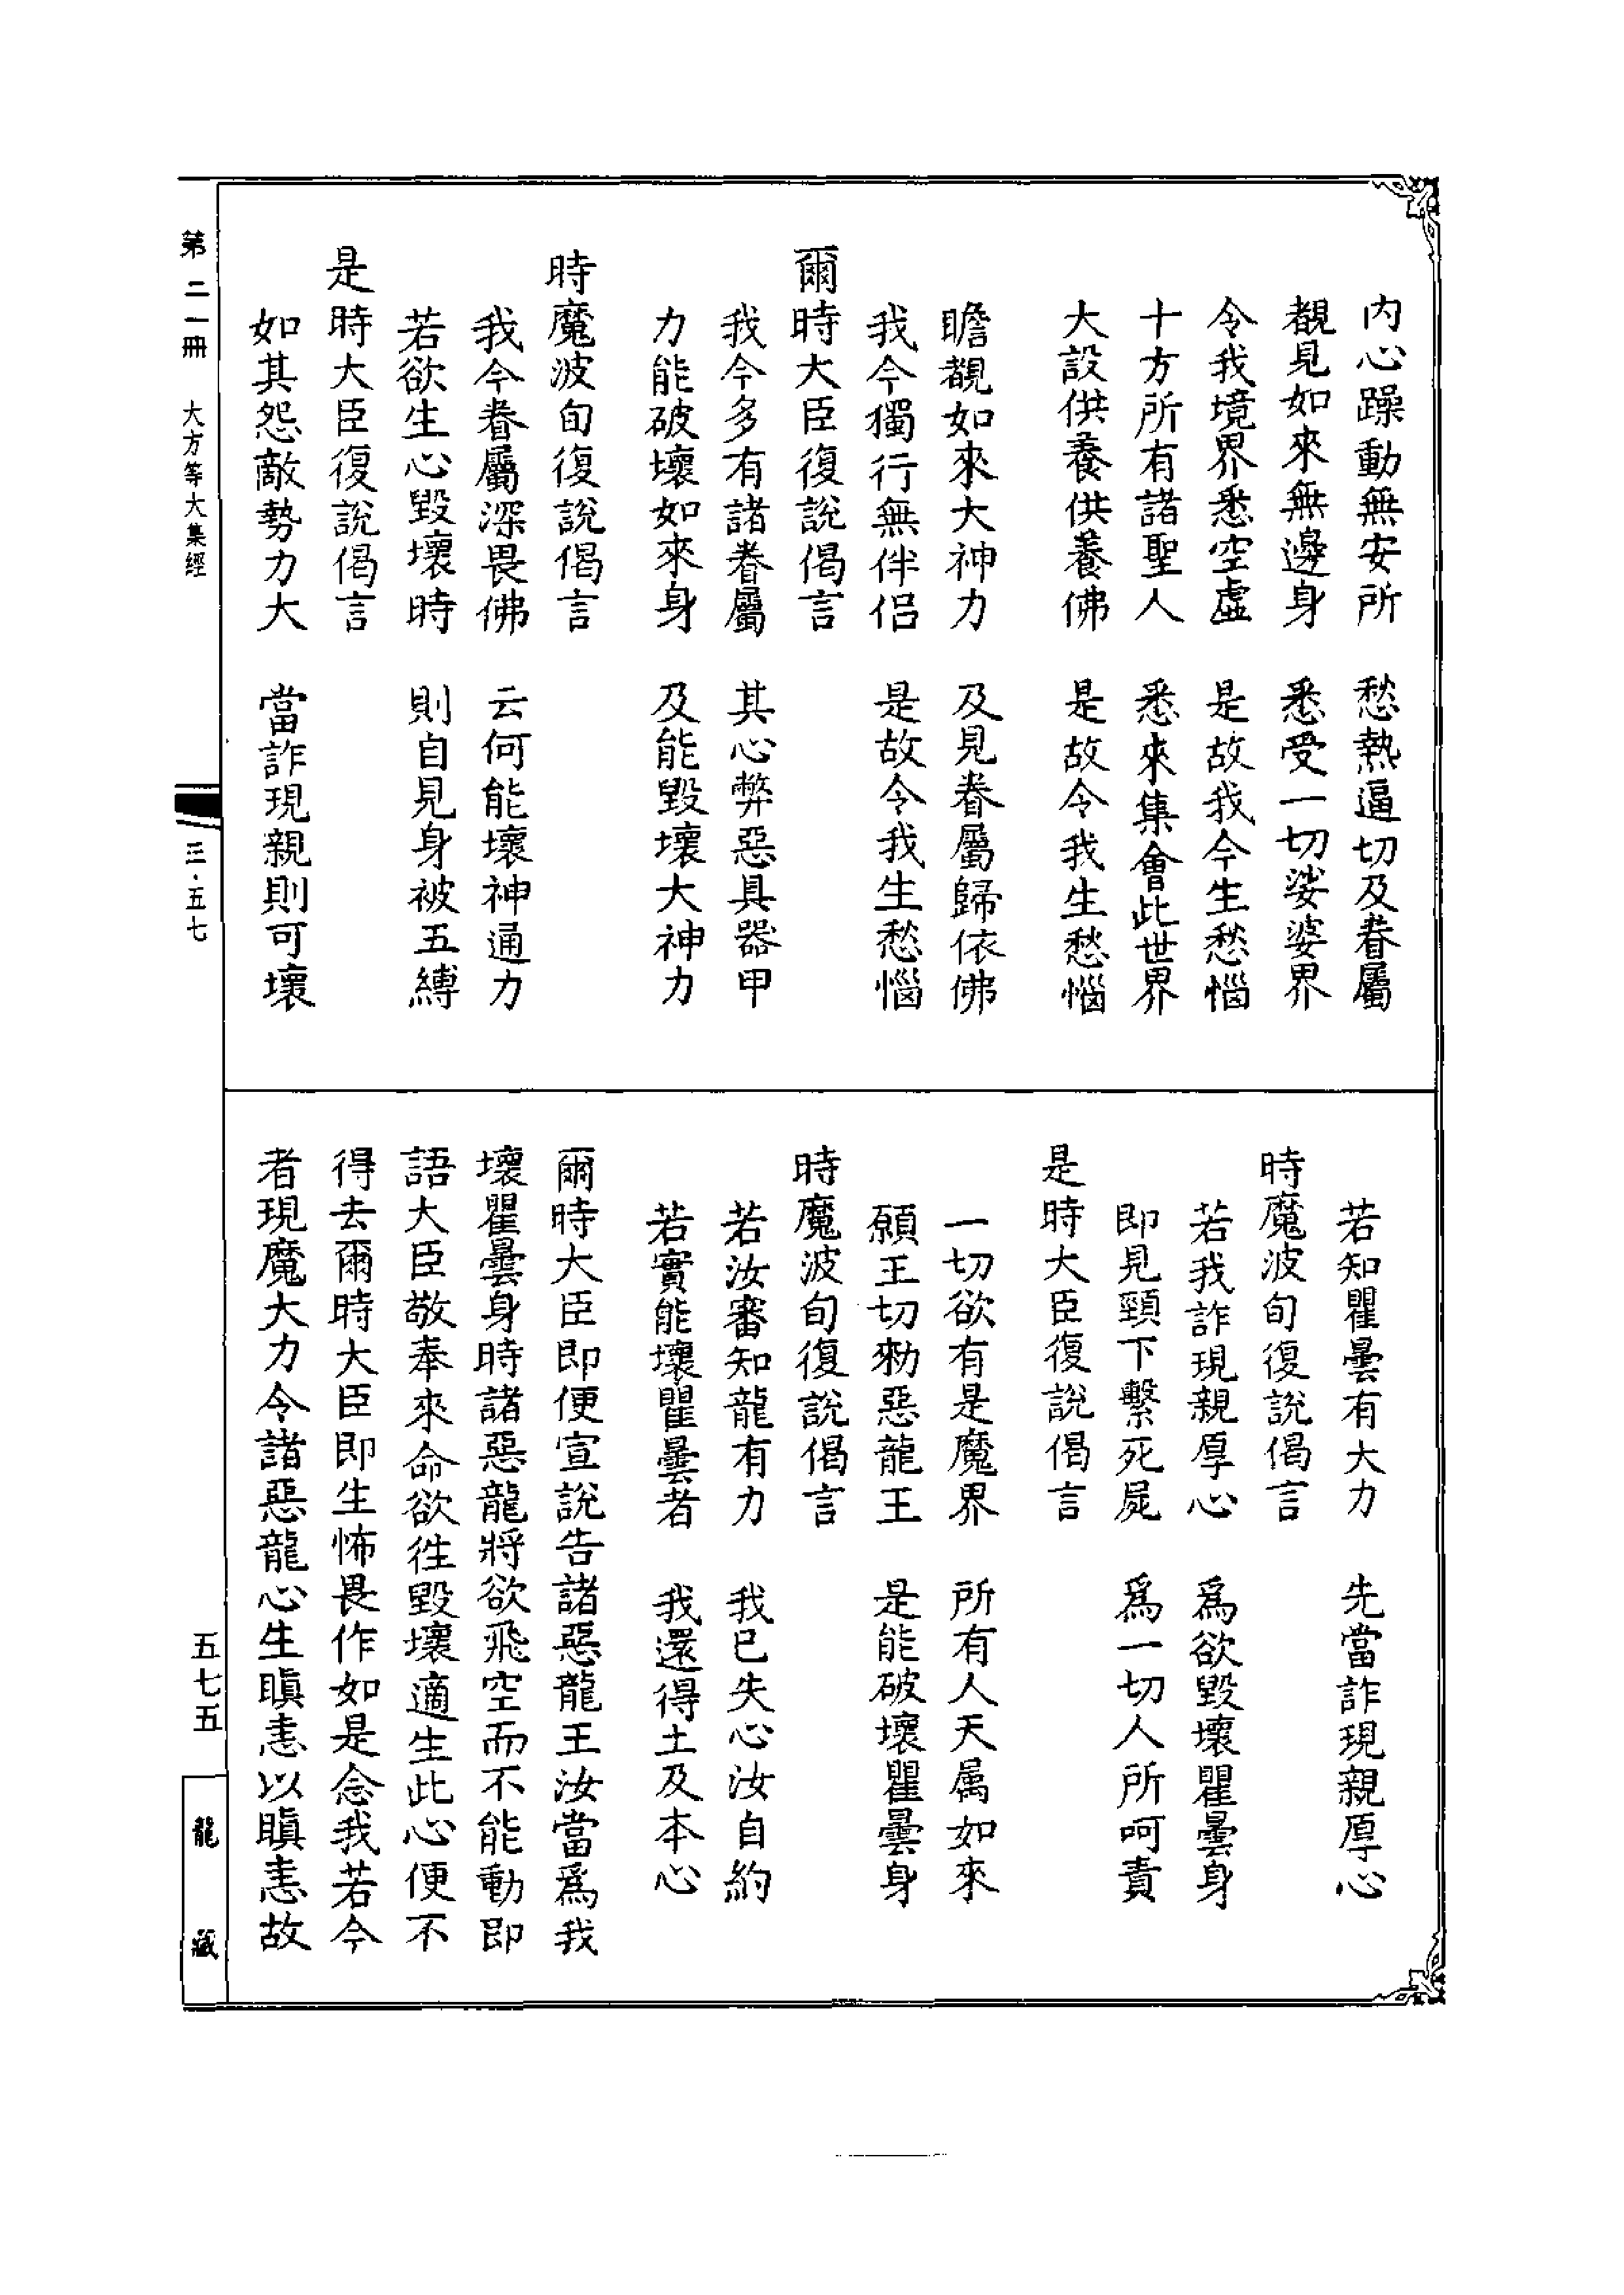 內心躁動無安所　愁熱逼切及眷屬
覩見如來無邊身　悉受一切娑婆界
令我境界悉空虛　是故我今生愁惱
十方所有諸聖人　悉來集會此世界
大設供養供養佛　是故令我生愁惱
瞻覩如來大神力　及見眷屬歸依佛
我今獨行無伴侶　是故令我生愁惱
爾時大臣復說偈言
我今多有諸眷屬　其心弊惡具器甲
力能破壞如來身　及能毀壞大神力
時魔波旬復說偈言
我今眷屬深畏佛　云何能壞神通力
若欲生心毀壞時　則自見身被五縛
是時大臣復說偈言
如其怨敵勢力大　當詐現親則可壞
若知瞿曇有大力　先當詐現親厚心
時魔波旬復說偈言
若我詐現親厚心　爲欲毀壞瞿曇身
即見頸下繫死屍　爲一切人所呵責
是時大臣復說偈言
一切欲有是魔界　所有人天属如來
願王切勑惡龍王　是能破壞瞿曇身
時魔波旬復說偈言
若汝審知龍有力　我已失心汝自約
若實能壞瞿曇者　我還得土及本心
爾時大臣即便宣說告諸惡龍王汝當爲我
壞瞿曇身時諸惡龍將欲飛空而不能動即
語大臣敬奉來命欲徃毀壞適生此心便不
得去爾時大臣即生怖畏作如是念我若今
者現魔大力令諸惡龍心生瞋恚以瞋恚故
第二一冊　大方等大集經
三·五七
五七五
龍藏